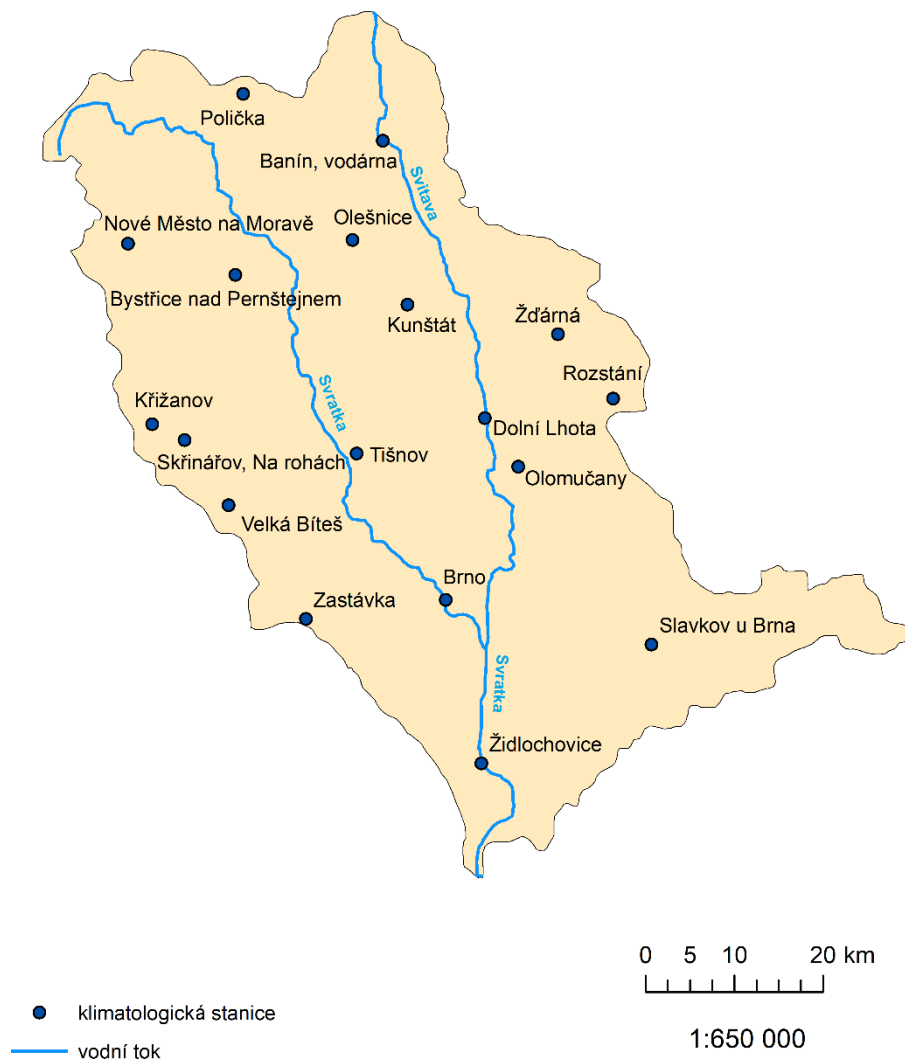 Polička
Banín, vodárna
Svitava
Nové Město na Moravě
Olešnice
Bystřice nad Pernštejnem
Kunštát
Žďárná
Rozstání
Svratka
Křižanov
Dolní Lhota
Skřinářov, Na rohách
Tišnov
Olomučany
Velká Bíteš
Brno
Zastávka
Slavkov u Brna
Svratka
Židlochovice
0 5 10 20 km
klimatologická stanice
1:650 000
vodní tok